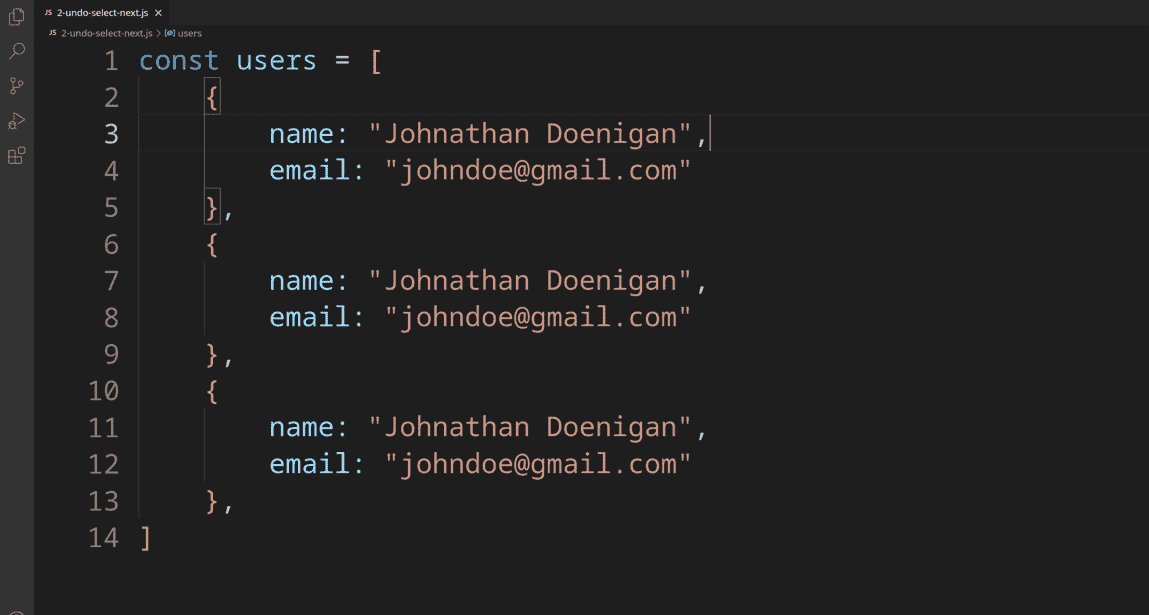 JS 2-undo-select-next.js ×
JS 2-undo-select-next.js > users
1 const users = [
2 {
3 name: "Johnathan Doenigan",
4 email: "johndoe@gmail.com"
5 },
6 {
7 name: "Johnathan Doenigan",
8 email: "johndoe@gmail.com"
9 },
10 {
11 name: "Johnathan Doenigan",
12 email: "johndoe@gmail.com"
13 },
14 ]